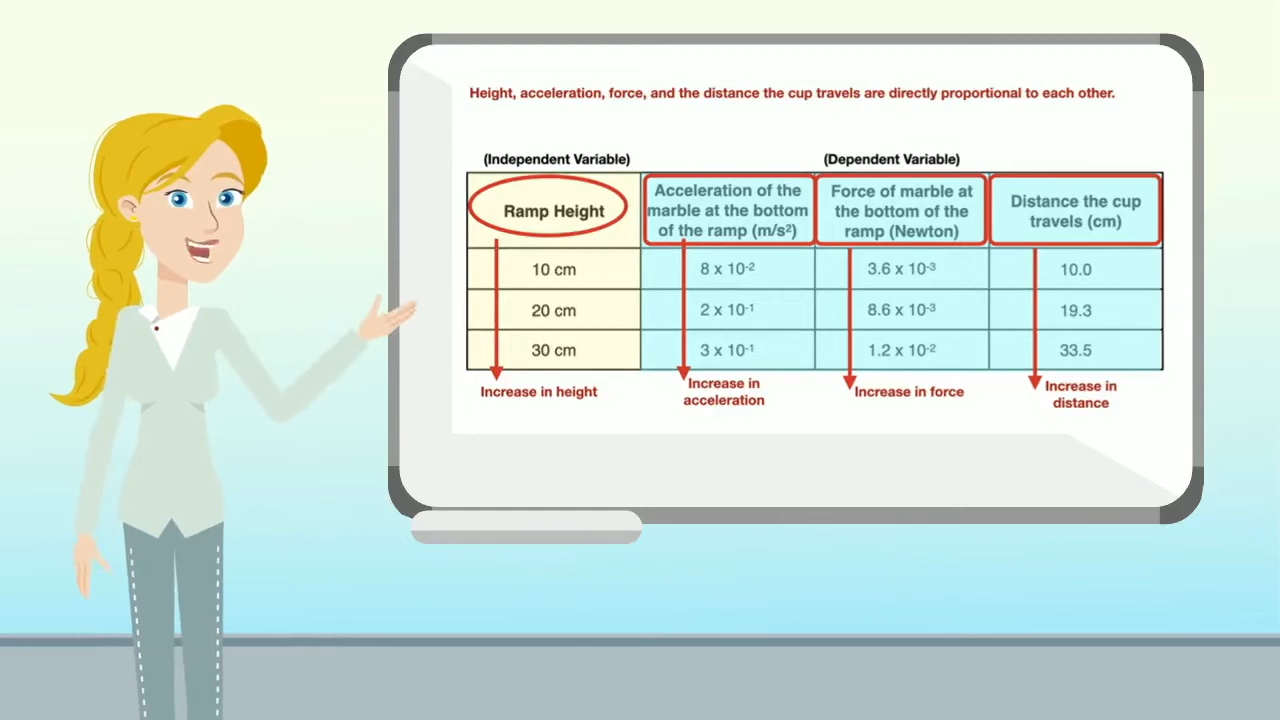 Height, acceleration, force, and the distance the cup travels are directly proportional to each other.
(Independent Variable) (Dependent Variable)
Ramp Height
Acceleration of the
marble at the bottom
of the ramp (m/s²)
Force of marble at
the bottom of the
ramp (Newton)
Distance the cup
travels (cm)
10 cm 8 x 10⁻² 3.6 x 10⁻³ 10.0
20 cm 2 x 10⁻¹ 8.6 x 10⁻³ 19.3
30 cm 3 x 10⁻¹ 1.2 x 10⁻² 33.5
Increase in height
Increase in
acceleration
Increase in force
Increase in
distance